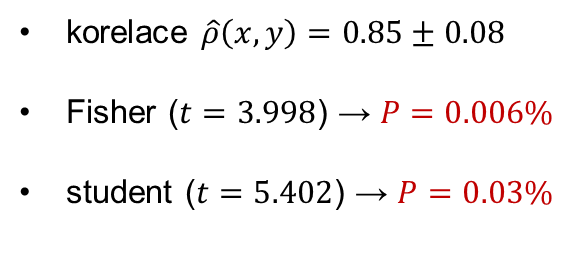 • korelace ρ̂(x, y) = 0.85 ± 0.08
• Fisher (t = 3.998) → P = 0.006%
• student (t = 5.402) → P = 0.03%